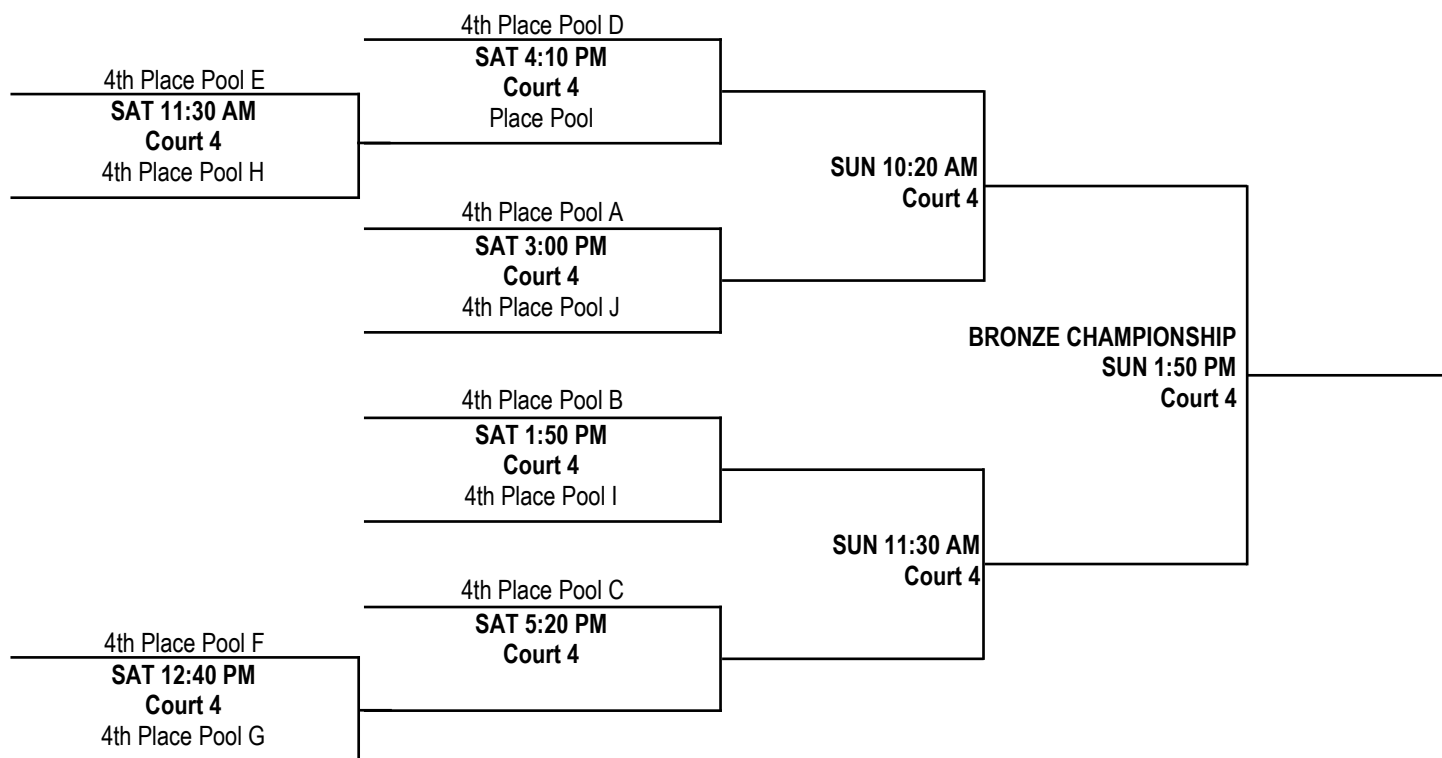 4th Place Pool D
SAT 4:10 PM
Court 4
Place Pool
4th Place Pool E
SAT 11:30 AM
Court 4
4th Place Pool H
SUN 10:20 AM
Court 4
4th Place Pool A
SAT 3:00 PM
Court 4
4th Place Pool J
BRONZE CHAMPIONSHIP
SUN 1:50 PM
Court 4
4th Place Pool B
SAT 1:50 PM
Court 4
4th Place Pool I
SUN 11:30 AM
Court 4
4th Place Pool C
SAT 5:20 PM
Court 4
4th Place Pool F
SAT 12:40 PM
Court 4
4th Place Pool G